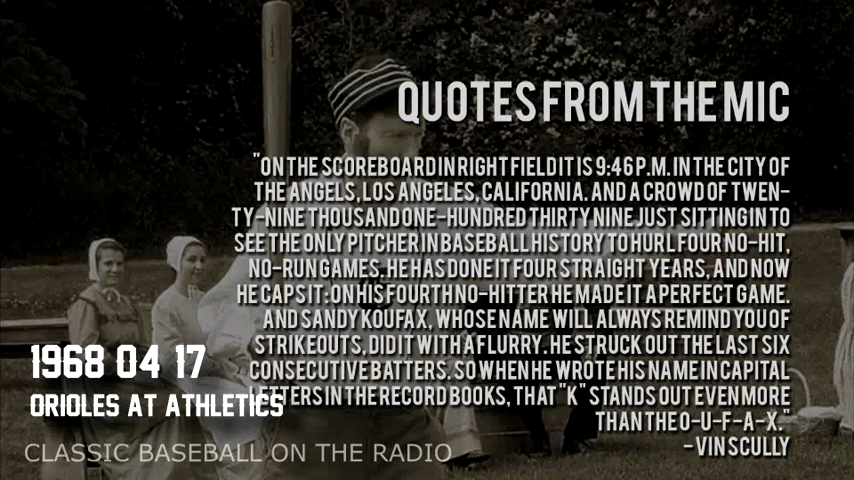 QUOTES FROM THE MIC
"ON THE SCOREBOARD IN RIGHT FIELD IT IS 9:46 P.M. IN THE CITY OF
THE ANGELS, LOS ANGELES, CALIFORNIA. AND A CROWD OF TWEN-
TY-NINE THOUSAND ONE-HUNDRED THIRTY NINE JUST SITTING IN TO
SEE THE ONLY PITCHER IN BASEBALL HISTORY TO HURL FOUR NO-HIT,
NO-RUN GAMES. HE HAS DONE IT FOUR STRAIGHT YEARS, AND NOW
HE CAPS IT: ON HIS FOURTH NO-HITTER HE MADE IT A PERFECT GAME.
AND SANDY KOUFAX, WHOSE NAME WILL ALWAYS REMIND YOU OF
STRIKEOUTS, DID IT WITH A FLURRY. HE STRUCK OUT THE LAST SIX
CONSECUTIVE BATTERS. SO WHEN HE WROTE HIS NAME IN CAPITAL
LETTERS IN THE RECORD BOOKS, THAT "K" STANDS OUT EVEN MORE
THAN THE O-U-F-A-X."
- VIN SCULLY
1968 04 17
ORIOLES AT ATHLETICS
CLASSIC BASEBALL ON THE RADIO